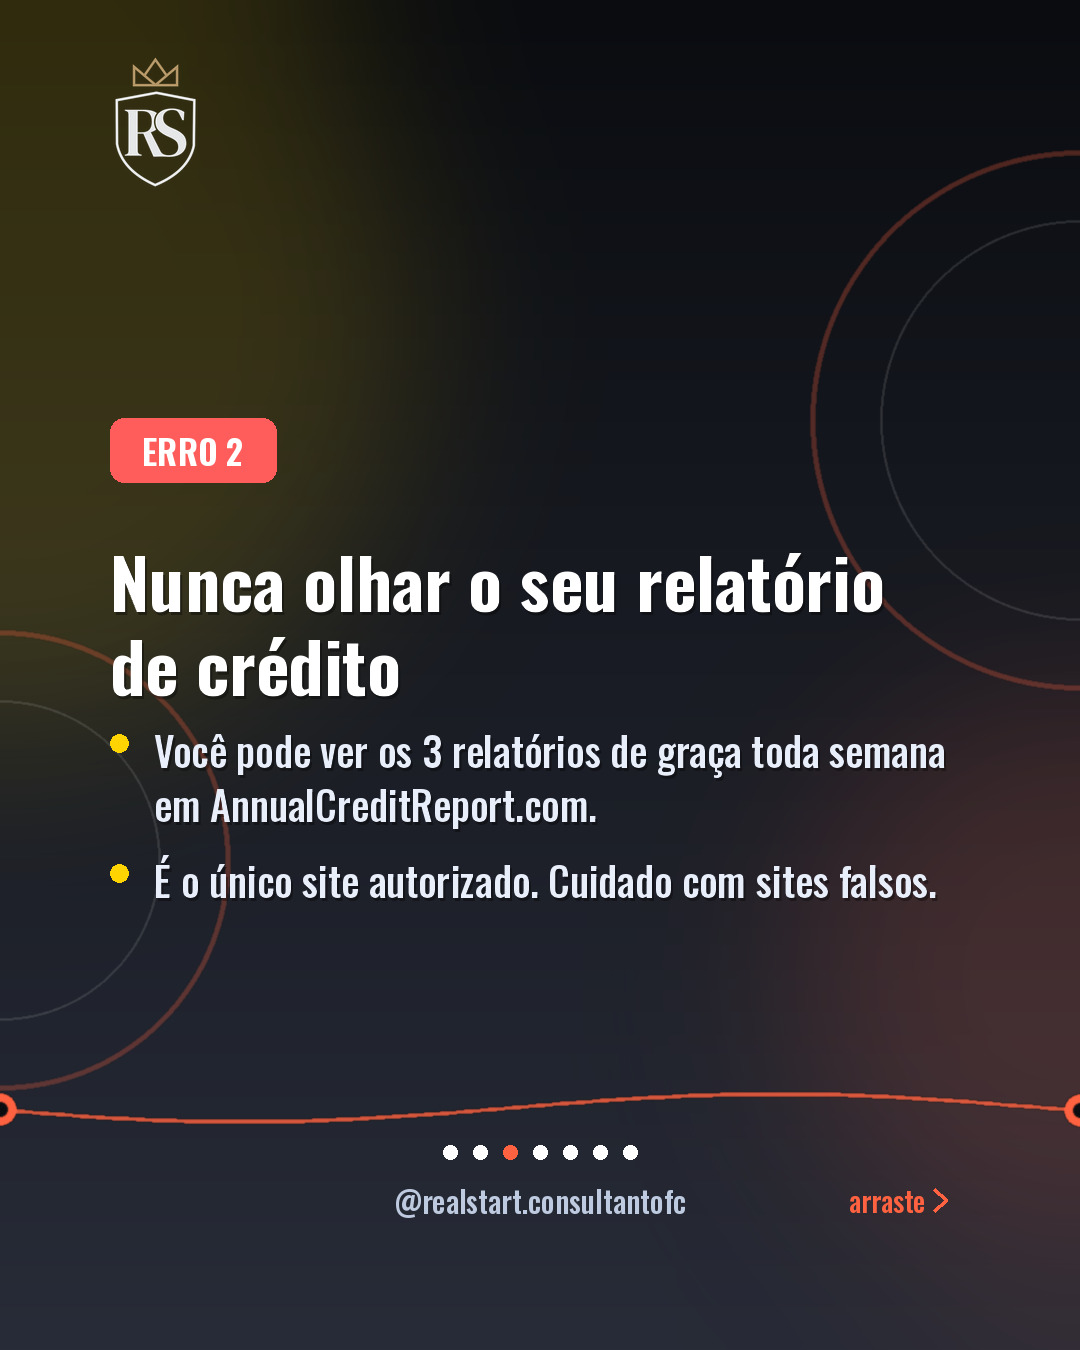 RS
ERRO 2
Nunca olhar o seu relatório
de crédito
Você pode ver os 3 relatórios de graça toda semana
em AnnualCreditReport.com.
É o único site autorizado. Cuidado com sites falsos.
@realstart.consultantofc
arraste